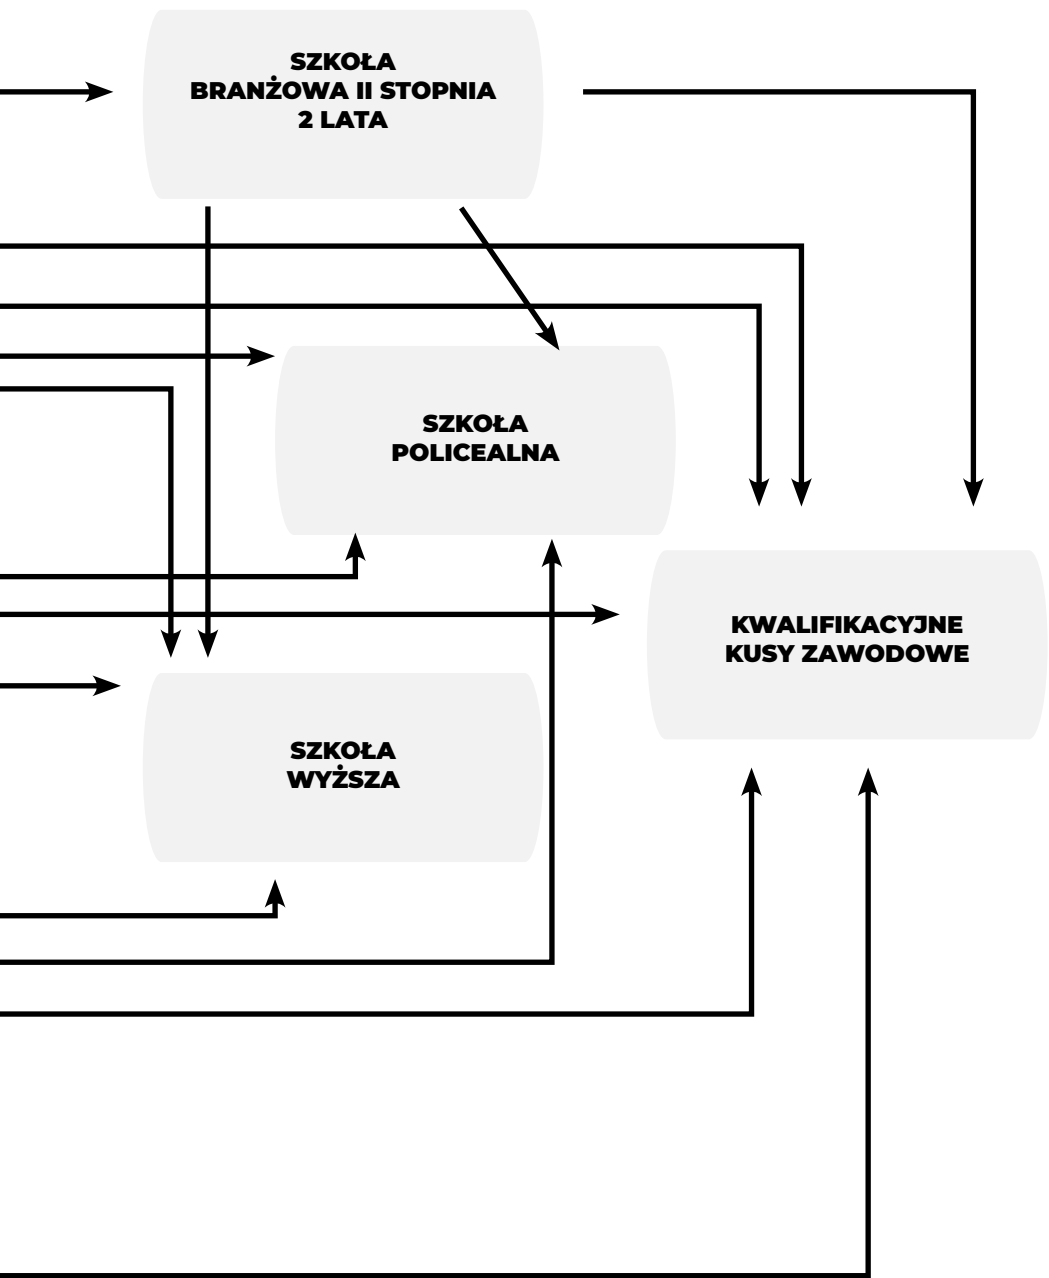 SZKOŁA
BRANŻOWA II STOPNIA
2 LATA
SZKOŁA
POLICEALNA
KWALIFIKACYJNE
KUSY ZAWODOWE
SZKOŁA
WYŻSZA